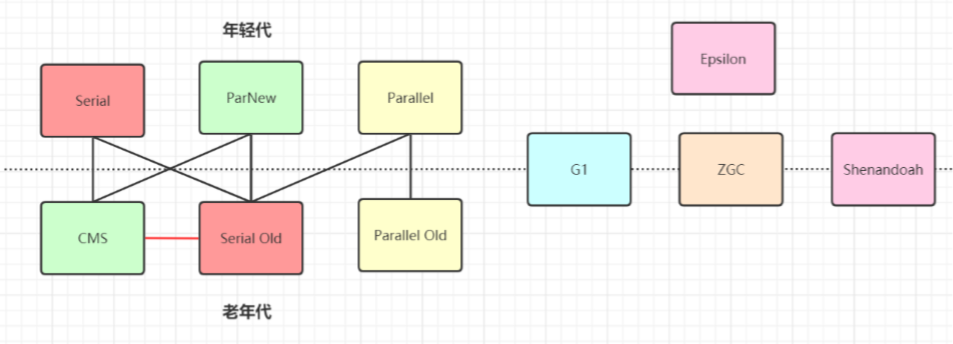 年轻代
Epsilon
Serial
ParNew
Parallel
G1
ZGC
Shenandoah
CMS
Serial Old
Parallel Old
老年代